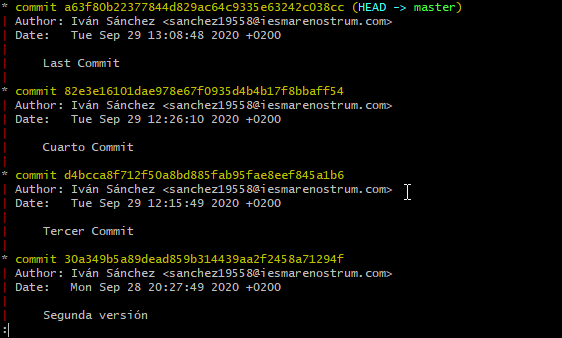 * commit a63f80b22377844d829ac64c9335e63242c038cc (HEAD -> master)
| Author: Iván Sánchez <sanchez19558@iesmarenostrum.com>
| Date:   Tue Sep 29 13:08:48 2020 +0200
|
|     Last Commit
|
* commit 82e3e16101dae978e67f0935d4b4b17f8bbaff54
| Author: Iván Sánchez <sanchez19558@iesmarenostrum.com>
| Date:   Tue Sep 29 12:26:10 2020 +0200
|
|     Cuarto Commit
|
* commit d4bcca8f712f50a8bd885fab95fae8eef845a1b6
| Author: Iván Sánchez <sanchez19558@iesmarenostrum.com>
| Date:   Tue Sep 29 12:15:49 2020 +0200
|
|     Tercer Commit
|
* commit 30a349b5a89dead859b314439aa2f2458a71294f
| Author: Iván Sánchez <sanchez19558@iesmarenostrum.com>
| Date:   Mon Sep 28 20:27:49 2020 +0200
|
|     Segunda versión
: